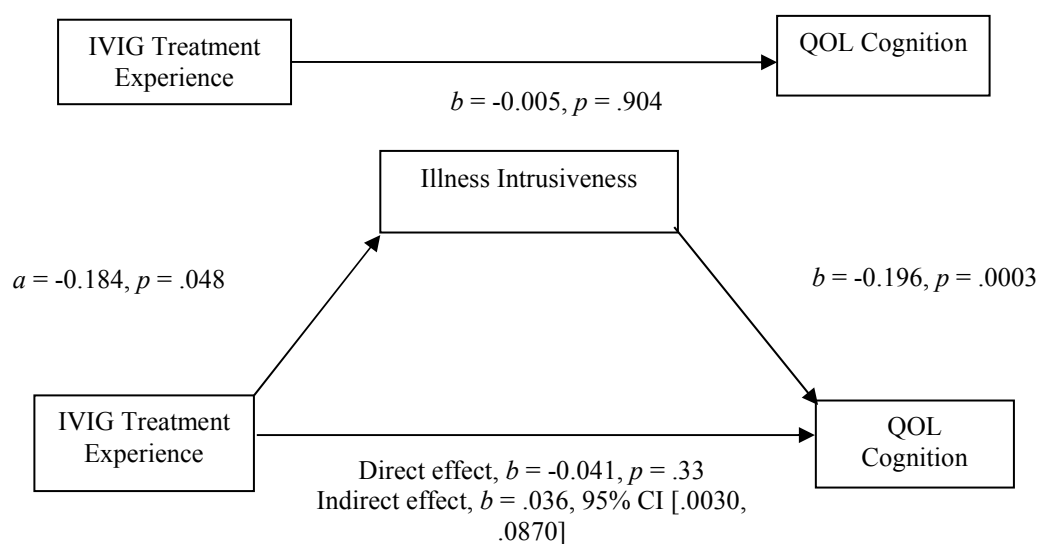 IVIG Treatment
Experience
QOL Cognition
b = -0.005, p = .904
Illness Intrusiveness
a = -0.184, p = .048
b = -0.196, p = .0003
IVIG Treatment
Experience
QOL
Cognition
Direct effect, b = -0.041, p = .33
Indirect effect, b = .036, 95% CI [.0030,
.0870]